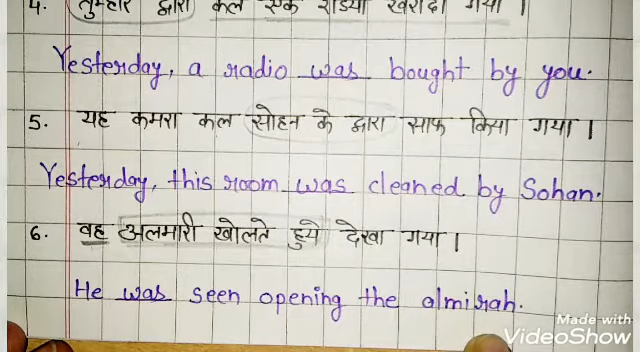 4. तुम्हारे द्वारा कल एक रेडियो खरीदा गया ।
Yesterday, a radio was bought by you.
5. यह कमरा कल सोहन के द्वारा साफ किया गया ।
Yesterday, this room was cleaned by Sohan.
6. वह अलमारी खोलते हुये देखा गया ।
He was seen opening the almirah.
Made with
VideoShow